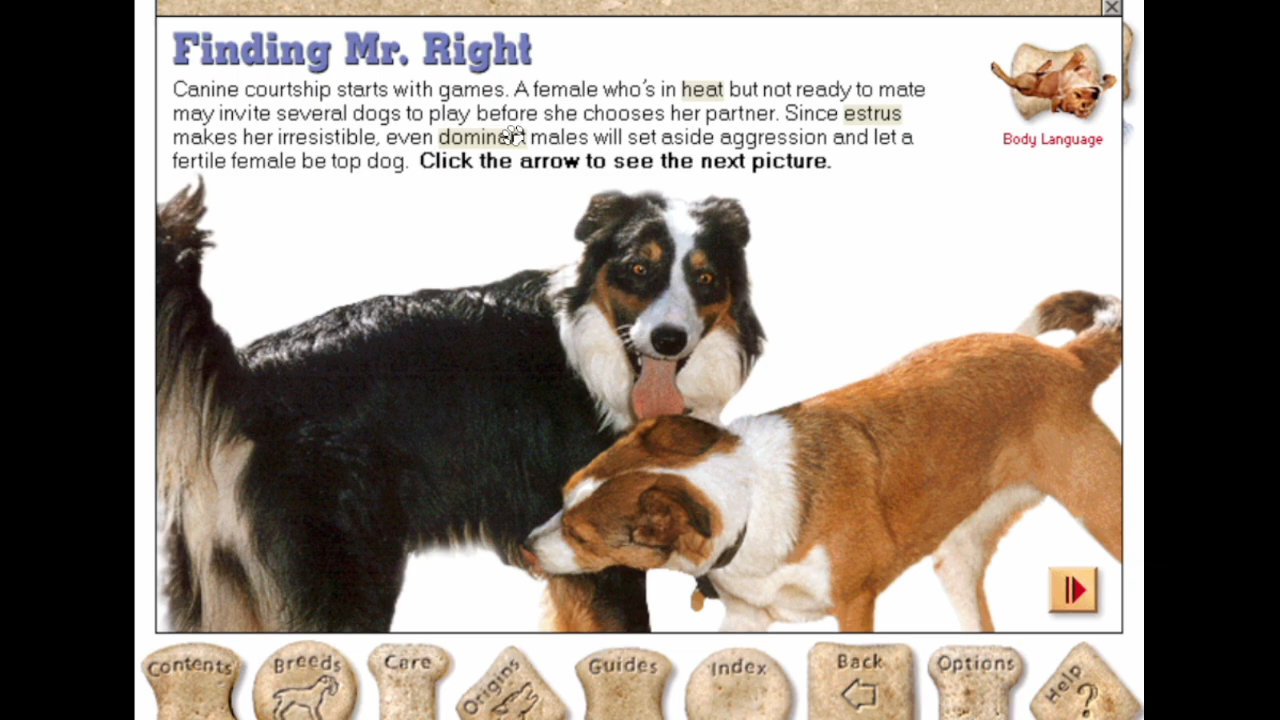 Finding Mr. Right
Canine courtship starts with games. A female who's in heat but not ready to mate
may invite several dogs to play before she chooses her partner. Since estrus
makes her irresistible, even dominant males will set aside aggression and let a
fertile female be top dog. Click the arrow to see the next picture.
Body Language
Contents
Breeds
Care
Origins
Guides
Index
Back
Options
Help
?